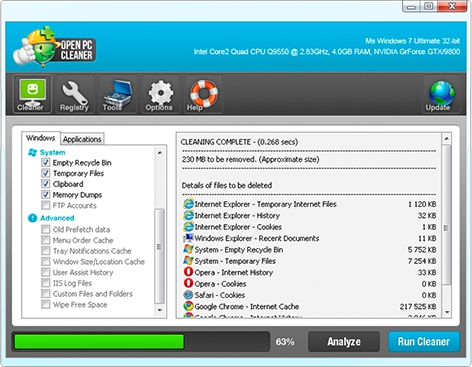 OPEN PC
CLEANER
Ms Windows 7 Ultimate 32-bit
Intel Core2 Quad CPU Q9550 @ 2.83GHz, 4.0GB RAM, NVIDIA GrForce GTX/9800
Cleaner
Registry
Tools
Options
Help
Update
Windows
Applications
System
Empty Recycle Bin
Temporary Files
Clipboard
Memory Dumps
FTP Accounts
Advanced
Old Prefetch data
Menu Order Cache
Tray Notifications Cache
Window Size/Location Cache
User Assist History
IIS Log Files
Custom Files and Folders
Wipe Free Space
CLEANING COMPLETE - (0.268 secs)
230 MB to be removed. (Approximate size)
Details of files to be deleted
Internet Explorer - Temporary Internet Files 1 120 KB
Internet Explorer - History 32 KB
Internet Explorer - Cookies 1 KB
Windows Explorer - Recent Documents 11 KB
System - Empty Recycle Bin 5 752 KB
System - Temporary Files 7 254 KB
Opera - Internet History 33 KB
Opera - Cookies 0 KB
Safari - Cookies 0 KB
Google Chrome - Internet Cache 217 525 KB
Google Chrome - Internet History
63%
Analyze
Run Cleaner